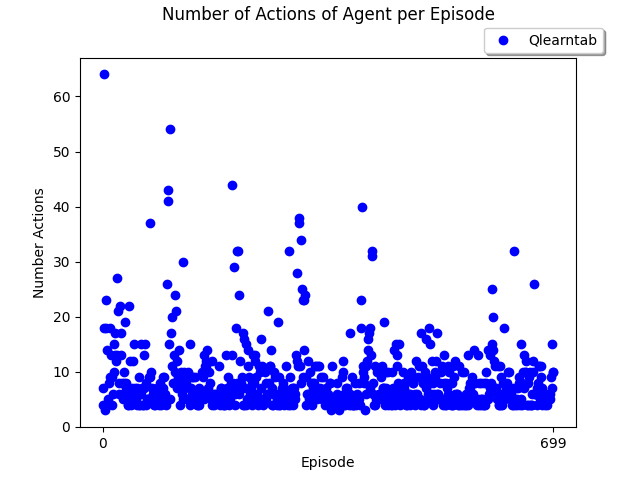 Number of Actions of Agent per Episode
Qlearntab
60
50
40
30
20
10
0
Number Actions
0
699
Episode